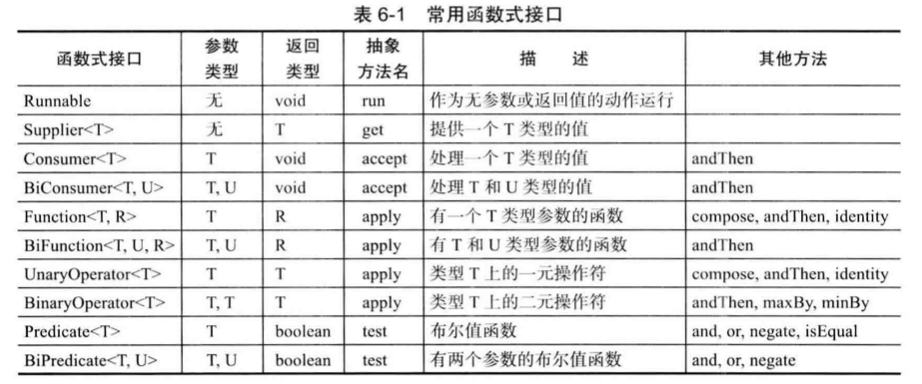 表 6-1 常用函数式接口
函数式接口 参数类型 返回类型 抽象方法名 描 述 其他方法
Runnable 无 void run 作为无参数或返回值的动作运行
Supplier<T> 无 T get 提供一个 T 类型的值
Consumer<T> T void accept 处理一个 T 类型的值 andThen
BiConsumer<T, U> T, U void accept 处理 T 和 U 类型的值 andThen
Function<T, R> T R apply 有一个 T 类型参数的函数 compose, andThen, identity
BiFunction<T, U, R> T, U R apply 有 T 和 U 类型参数的函数 andThen
UnaryOperator<T> T T apply 类型 T 上的一元操作符 compose, andThen, identity
BinaryOperator<T> T, T T apply 类型 T 上的二元操作符 andThen, maxBy, minBy
Predicate<T> T boolean test 布尔值函数 and, or, negate, isEqual
BiPredicate<T, U> T, U boolean test 有两个参数的布尔值函数 and, or, negate